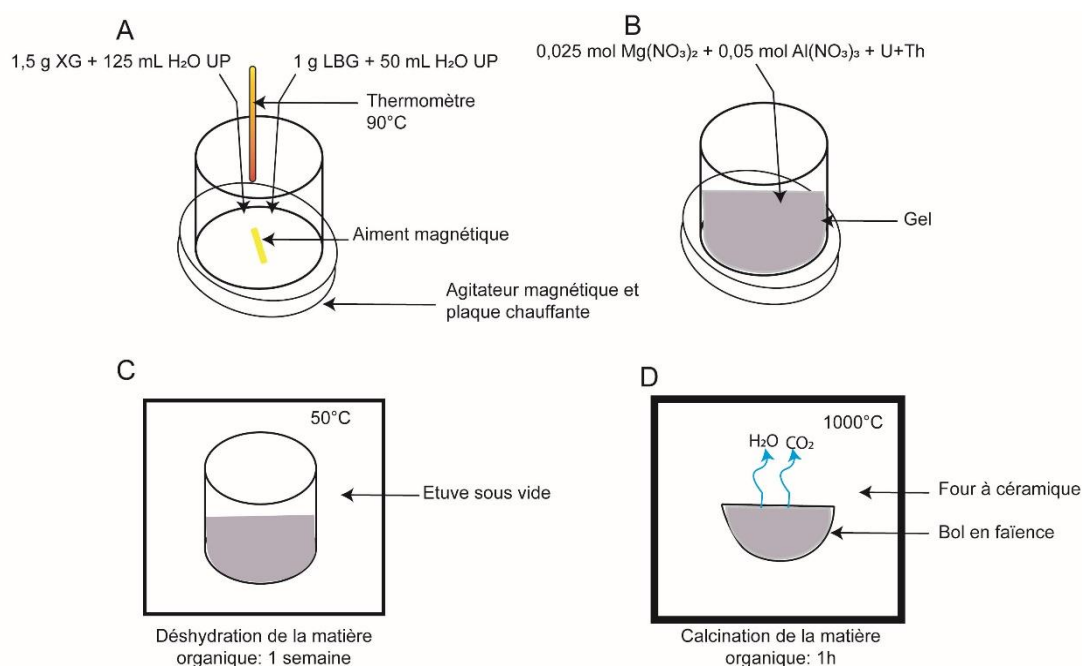 A
1,5 g XG + 125 mL H₂O UP
1 g LBG + 50 mL H₂O UP
Thermomètre
90°C
Aiment magnétique
Agitateur magnétique et
plaque chauffante
B
0,025 mol Mg(NO₃)₂ + 0,05 mol Al(NO₃)₃ + U+Th
Gel
C
50°C
Etuve sous vide
Déshydration de la matière
organique: 1 semaine
D
1000°C
H₂O CO₂
Four à céramique
Bol en faïence
Calcination de la matière
organique: 1h